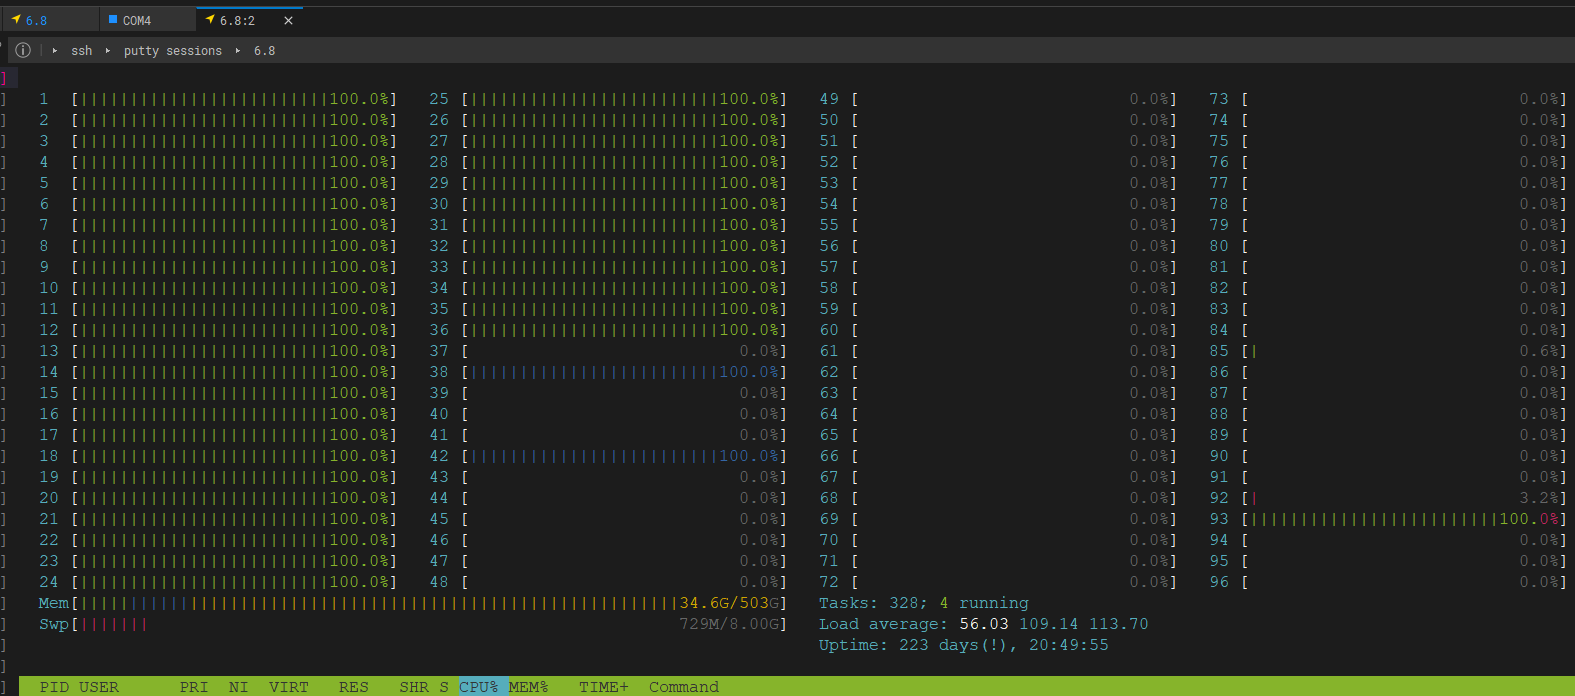 6.8 COM4 6.8:2 ×
ssh ▸ putty sessions ▸ 6.8
1 [|||||||||||||||||||||||||100.0%] 25 [|||||||||||||||||||||||||100.0%] 49 [ 0.0%] 73 [ 0.0%]
2 [|||||||||||||||||||||||||100.0%] 26 [|||||||||||||||||||||||||100.0%] 50 [ 0.0%] 74 [ 0.0%]
3 [|||||||||||||||||||||||||100.0%] 27 [|||||||||||||||||||||||||100.0%] 51 [ 0.0%] 75 [ 0.0%]
4 [|||||||||||||||||||||||||100.0%] 28 [|||||||||||||||||||||||||100.0%] 52 [ 0.0%] 76 [ 0.0%]
5 [|||||||||||||||||||||||||100.0%] 29 [|||||||||||||||||||||||||100.0%] 53 [ 0.0%] 77 [ 0.0%]
6 [|||||||||||||||||||||||||100.0%] 30 [|||||||||||||||||||||||||100.0%] 54 [ 0.0%] 78 [ 0.0%]
7 [|||||||||||||||||||||||||100.0%] 31 [|||||||||||||||||||||||||100.0%] 55 [ 0.0%] 79 [ 0.0%]
8 [|||||||||||||||||||||||||100.0%] 32 [|||||||||||||||||||||||||100.0%] 56 [ 0.0%] 80 [ 0.0%]
9 [|||||||||||||||||||||||||100.0%] 33 [|||||||||||||||||||||||||100.0%] 57 [ 0.0%] 81 [ 0.0%]
10 [|||||||||||||||||||||||||100.0%] 34 [|||||||||||||||||||||||||100.0%] 58 [ 0.0%] 82 [ 0.0%]
11 [|||||||||||||||||||||||||100.0%] 35 [|||||||||||||||||||||||||100.0%] 59 [ 0.0%] 83 [ 0.0%]
12 [|||||||||||||||||||||||||100.0%] 36 [|||||||||||||||||||||||||100.0%] 60 [ 0.0%] 84 [ 0.0%]
13 [|||||||||||||||||||||||||100.0%] 37 [ 0.0%] 61 [ 0.0%] 85 [| 0.6%]
14 [|||||||||||||||||||||||||100.0%] 38 [|||||||||||||||||||||||||100.0%] 62 [ 0.0%] 86 [ 0.0%]
15 [|||||||||||||||||||||||||100.0%] 39 [ 0.0%] 63 [ 0.0%] 87 [ 0.0%]
16 [|||||||||||||||||||||||||100.0%] 40 [ 0.0%] 64 [ 0.0%] 88 [ 0.0%]
17 [|||||||||||||||||||||||||100.0%] 41 [ 0.0%] 65 [ 0.0%] 89 [ 0.0%]
18 [|||||||||||||||||||||||||100.0%] 42 [|||||||||||||||||||||||||100.0%] 66 [ 0.0%] 90 [ 0.0%]
19 [|||||||||||||||||||||||||100.0%] 43 [ 0.0%] 67 [ 0.0%] 91 [ 0.0%]
20 [|||||||||||||||||||||||||100.0%] 44 [ 0.0%] 68 [ 0.0%] 92 [| 3.2%]
21 [|||||||||||||||||||||||||100.0%] 45 [ 0.0%] 69 [ 0.0%] 93 [|||||||||||||||||||||||||100.0%]
22 [|||||||||||||||||||||||||100.0%] 46 [ 0.0%] 70 [ 0.0%] 94 [ 0.0%]
23 [|||||||||||||||||||||||||100.0%] 47 [ 0.0%] 71 [ 0.0%] 95 [ 0.0%]
24 [|||||||||||||||||||||||||100.0%] 48 [ 0.0%] 72 [ 0.0%] 96 [ 0.0%]
Mem[||||||||||||||||||||||||||||||||||||||||||||||||||||||||||||34.6G/503G] Tasks: 328; 4 running
Swp[||||||| 729M/8.00G] Load average: 56.03 109.14 113.70
Uptime: 223 days(!), 20:49:55
PID USER PRI NI VIRT RES SHR S CPU% MEM% TIME+ Command